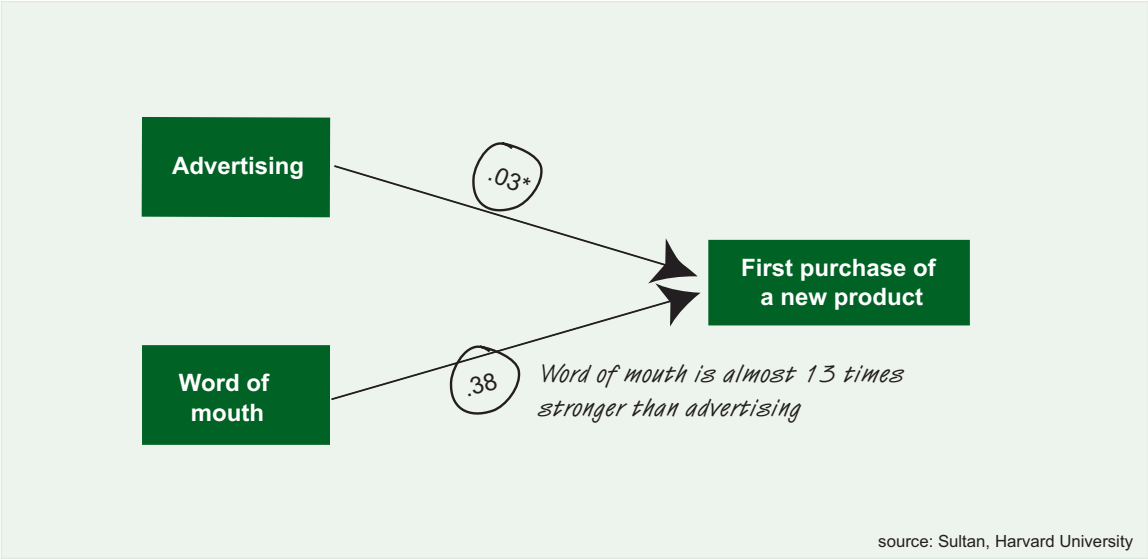 Advertising
.03*
First purchase of
a new product
Word of
mouth
.38
Word of mouth is almost 13 times
stronger than advertising
source: Sultan, Harvard University